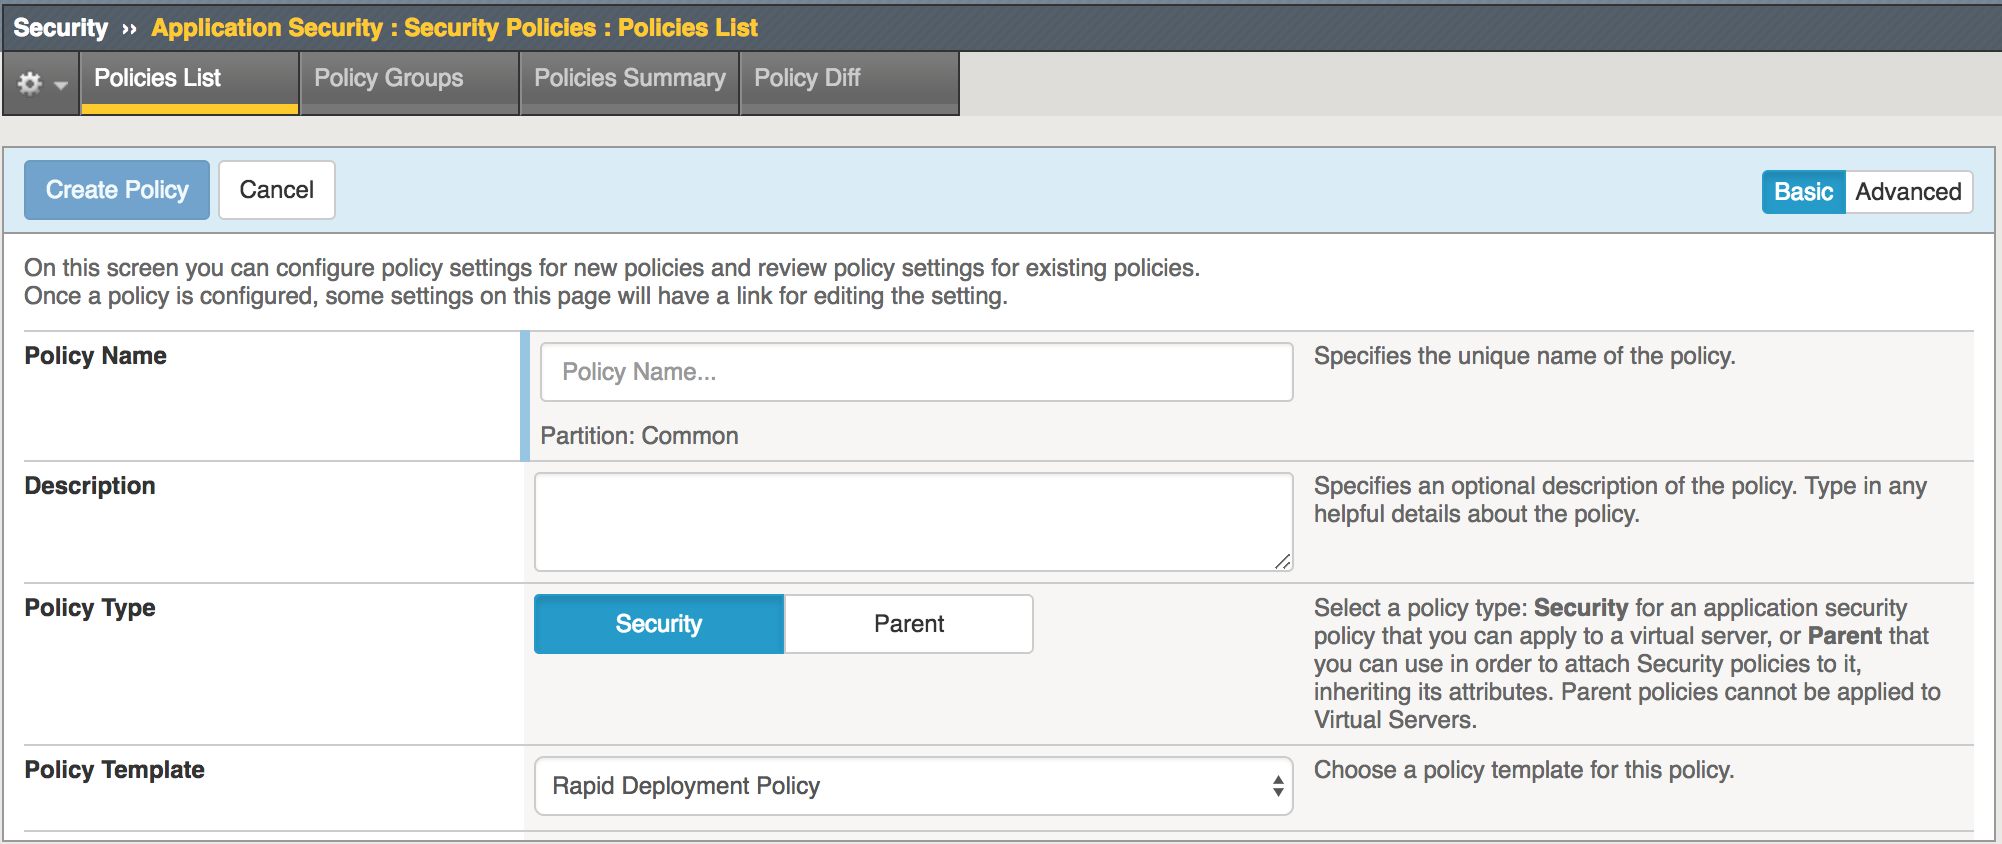 Security ›› Application Security : Security Policies : Policies List
Policies List
Policy Groups
Policies Summary
Policy Diff
Create Policy
Cancel
Basic
Advanced
On this screen you can configure policy settings for new policies and review policy settings for existing policies.
Once a policy is configured, some settings on this page will have a link for editing the setting.
Policy Name
Policy Name...
Partition: Common
Specifies the unique name of the policy.
Description
Specifies an optional description of the policy. Type in any
helpful details about the policy.
Policy Type
Security
Parent
Select a policy type: Security for an application security
policy that you can apply to a virtual server, or Parent that
you can use in order to attach Security policies to it,
inheriting its attributes. Parent policies cannot be applied to
Virtual Servers.
Policy Template
Rapid Deployment Policy
Choose a policy template for this policy.